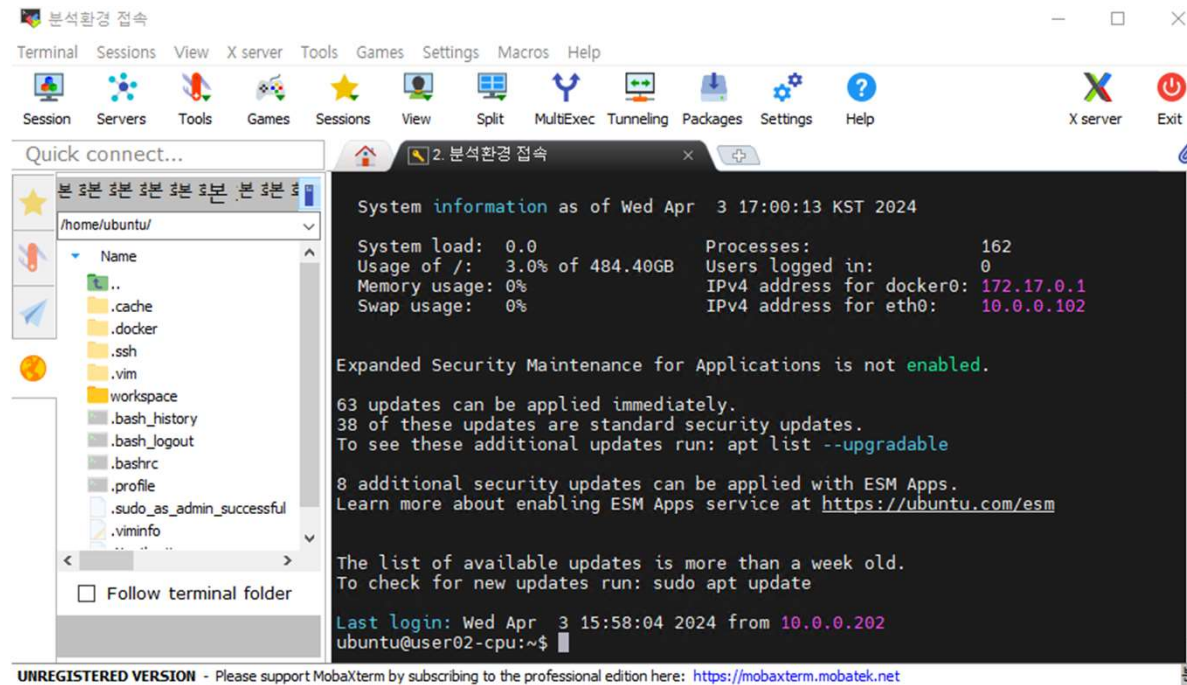 분석환경 접속
Terminal Sessions View X server Tools Games Settings Macros Help
Session Servers Tools Games Sessions View Split MultiExec Tunneling Packages Settings Help X server Exit
Quick connect...
2. 분석환경 접속
/home/ubuntu/
Name
..
.cache
.docker
.ssh
.vim
workspace
.bash_history
.bash_logout
.bashrc
.profile
.sudo_as_admin_successful
.viminfo
Follow terminal folder
System information as of Wed Apr 3 17:00:13 KST 2024
System load: 0.0 Processes: 162
Usage of /: 3.0% of 484.40GB Users logged in: 0
Memory usage: 0% IPv4 address for docker0: 172.17.0.1
Swap usage: 0% IPv4 address for eth0: 10.0.0.102
Expanded Security Maintenance for Applications is not enabled.
63 updates can be applied immediately.
38 of these updates are standard security updates.
To see these additional updates run: apt list --upgradable
8 additional security updates can be applied with ESM Apps.
Learn more about enabling ESM Apps service at https://ubuntu.com/esm
The list of available updates is more than a week old.
To check for new updates run: sudo apt update
Last login: Wed Apr 3 15:58:04 2024 from 10.0.0.202
ubuntu@user02-cpu:~$
UNREGISTERED VERSION - Please support MobaXterm by subscribing to the professional edition here: https://mobaxterm.mobatek.net